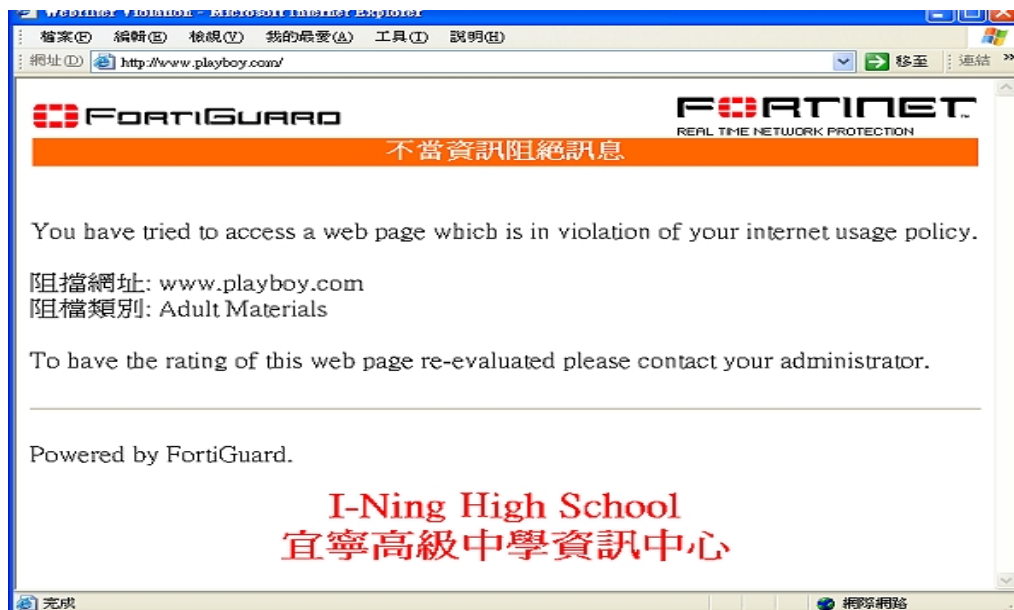 Webfilter Violation - Microsoft Internet Explorer
檔案(F) 編輯(E) 檢視(V) 我的最愛(A) 工具(T) 說明(H)
網址(D) http://www.playboy.com/ 移至 連結 »
FORTIGUARD FORTINET
REAL TIME NETWORK PROTECTION
不當資訊阻絕訊息
You have tried to access a web page which is in violation of your internet usage policy.
阻擋網址: www.playboy.com
阻檔類別: Adult Materials
To have the rating of this web page re-evaluated please contact your administrator.
Powered by FortiGuard.
I-Ning High School
宜寧高級中學資訊中心
完成 網際網路